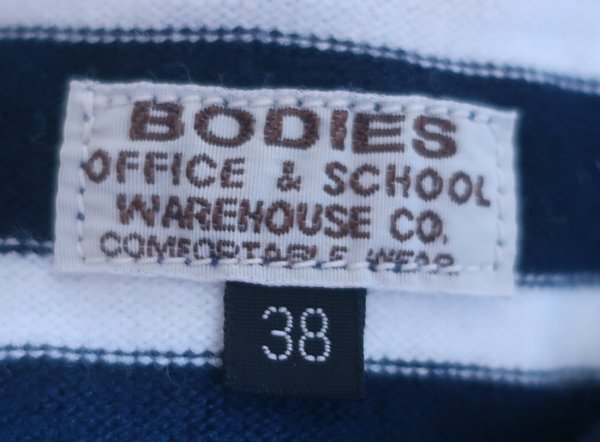 BODIES
OFFICE & SCHOOL
WAREHOUSE CO.
COMFORTABLE WEAR
38